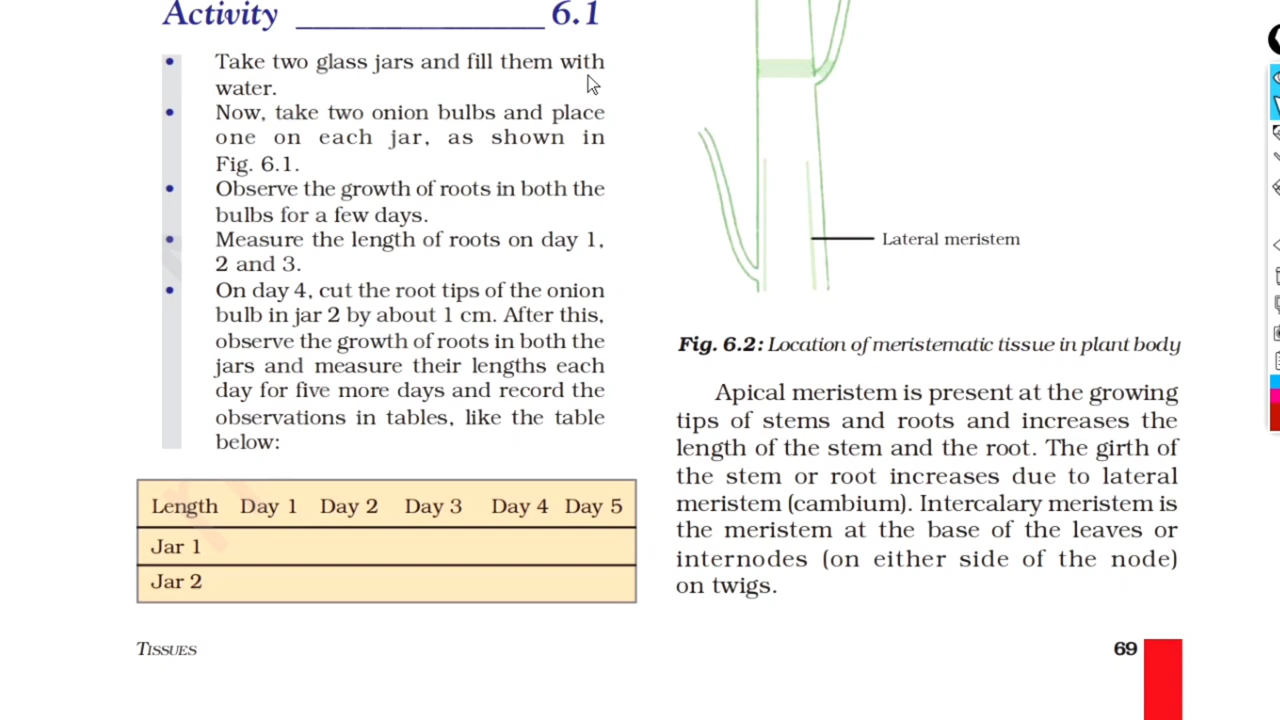 Activity ______________ 6.1
• Take two glass jars and fill them with
water.
• Now, take two onion bulbs and place
one on each jar, as shown in
Fig. 6.1.
• Observe the growth of roots in both the
bulbs for a few days.
• Measure the length of roots on day 1,
2 and 3.
• On day 4, cut the root tips of the onion
bulb in jar 2 by about 1 cm. After this,
observe the growth of roots in both the
jars and measure their lengths each
day for five more days and record the
observations in tables, like the table
below:
Length Day 1 Day 2 Day 3 Day 4 Day 5
Jar 1
Jar 2
Lateral meristem
Fig. 6.2: Location of meristematic tissue in plant body
Apical meristem is present at the growing
tips of stems and roots and increases the
length of the stem and the root. The girth of
the stem or root increases due to lateral
meristem (cambium). Intercalary meristem is
the meristem at the base of the leaves or
internodes (on either side of the node)
on twigs.
TISSUES
69